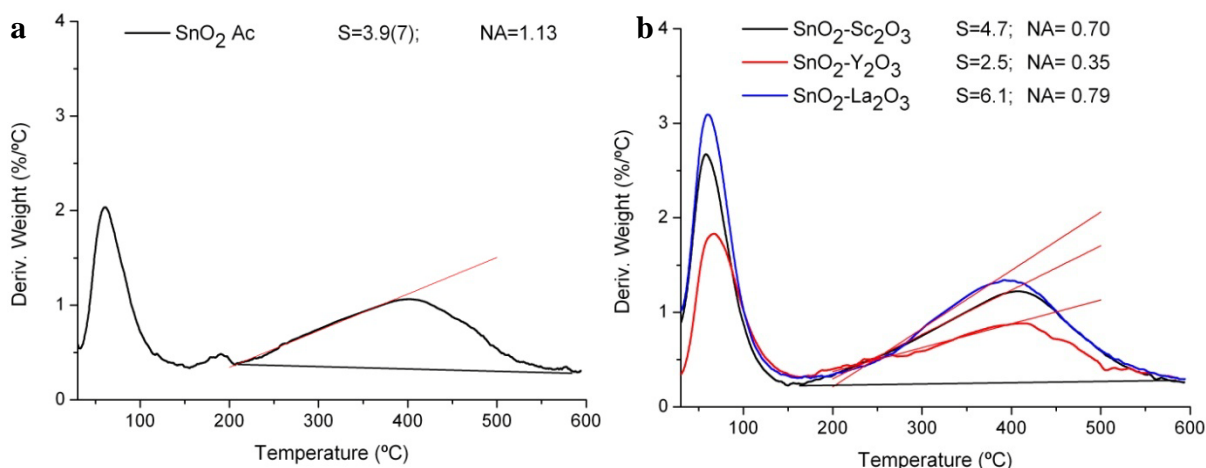 a
SnO2 Ac S=3.9(7) NA=1.13
4
3
2
1
0
Deriv. Weight (%/ºC)
100 200 300 400 500 600
Temperature (ºC)
b
SnO2-Sc2O3 S=4.7; NA= 0.70
SnO2-Y2O3 S=2.5; NA= 0.35
SnO2-La2O3 S=6.1; NA= 0.79
4
3
2
1
0
Deriv. Weight (%/ºC)
100 200 300 400 500 600
Temperature (ºC)